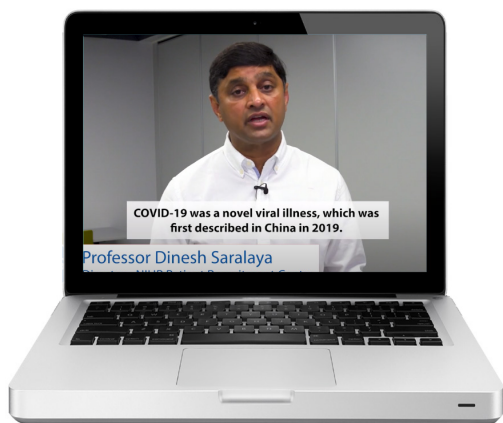 COVID-19 was a novel viral illness, which was
first described in China in 2019.
Professor Dinesh Saralaya